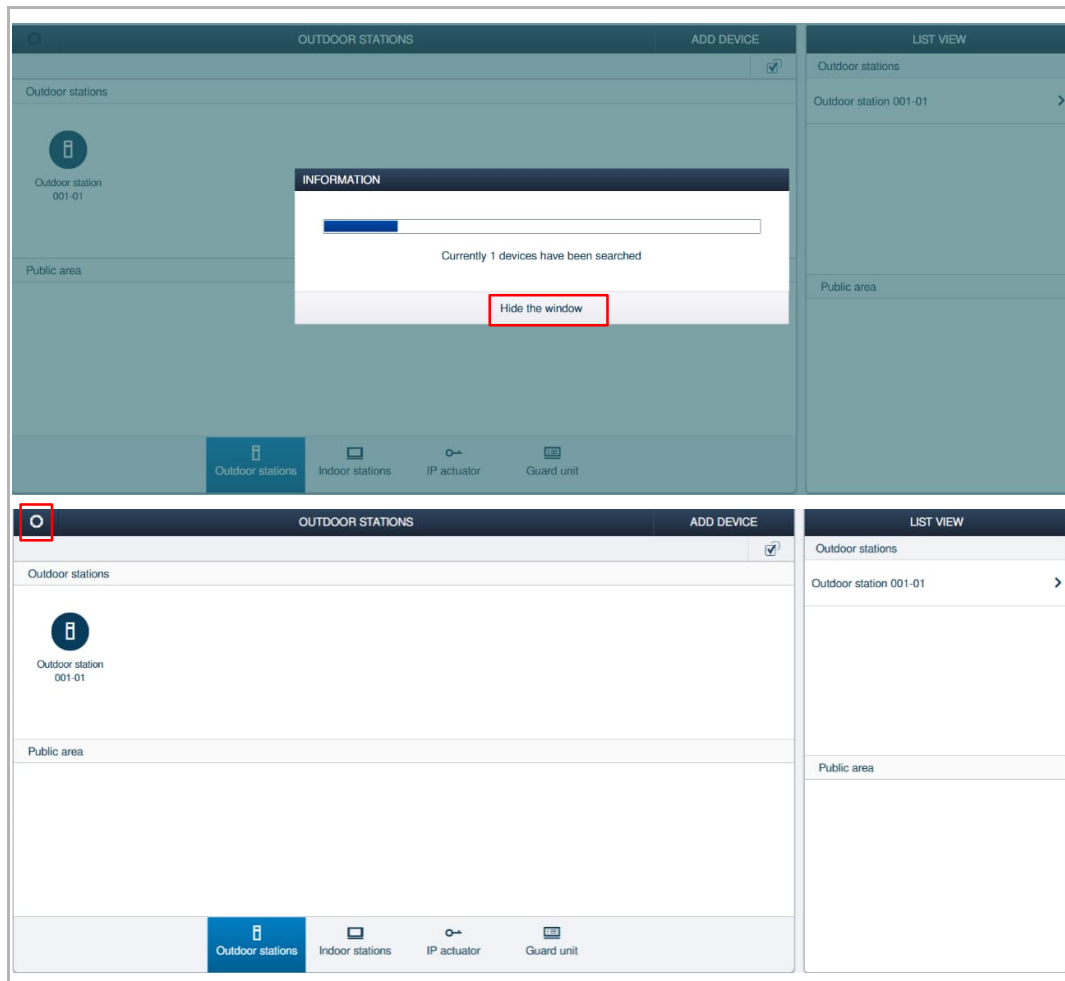 OUTDOOR STATIONS
ADD DEVICE
LIST VIEW
Outdoor stations
Outdoor stations
Outdoor station 001-01
Outdoor station
001-01
INFORMATION
Currently 1 devices have been searched
Hide the window
Public area
Public area
Outdoor stations
Indoor stations
IP actuator
Guard unit
OUTDOOR STATIONS
ADD DEVICE
LIST VIEW
Outdoor stations
Outdoor stations
Outdoor station 001-01
Outdoor station
001-01
Public area
Public area
Outdoor stations
Indoor stations
IP actuator
Guard unit